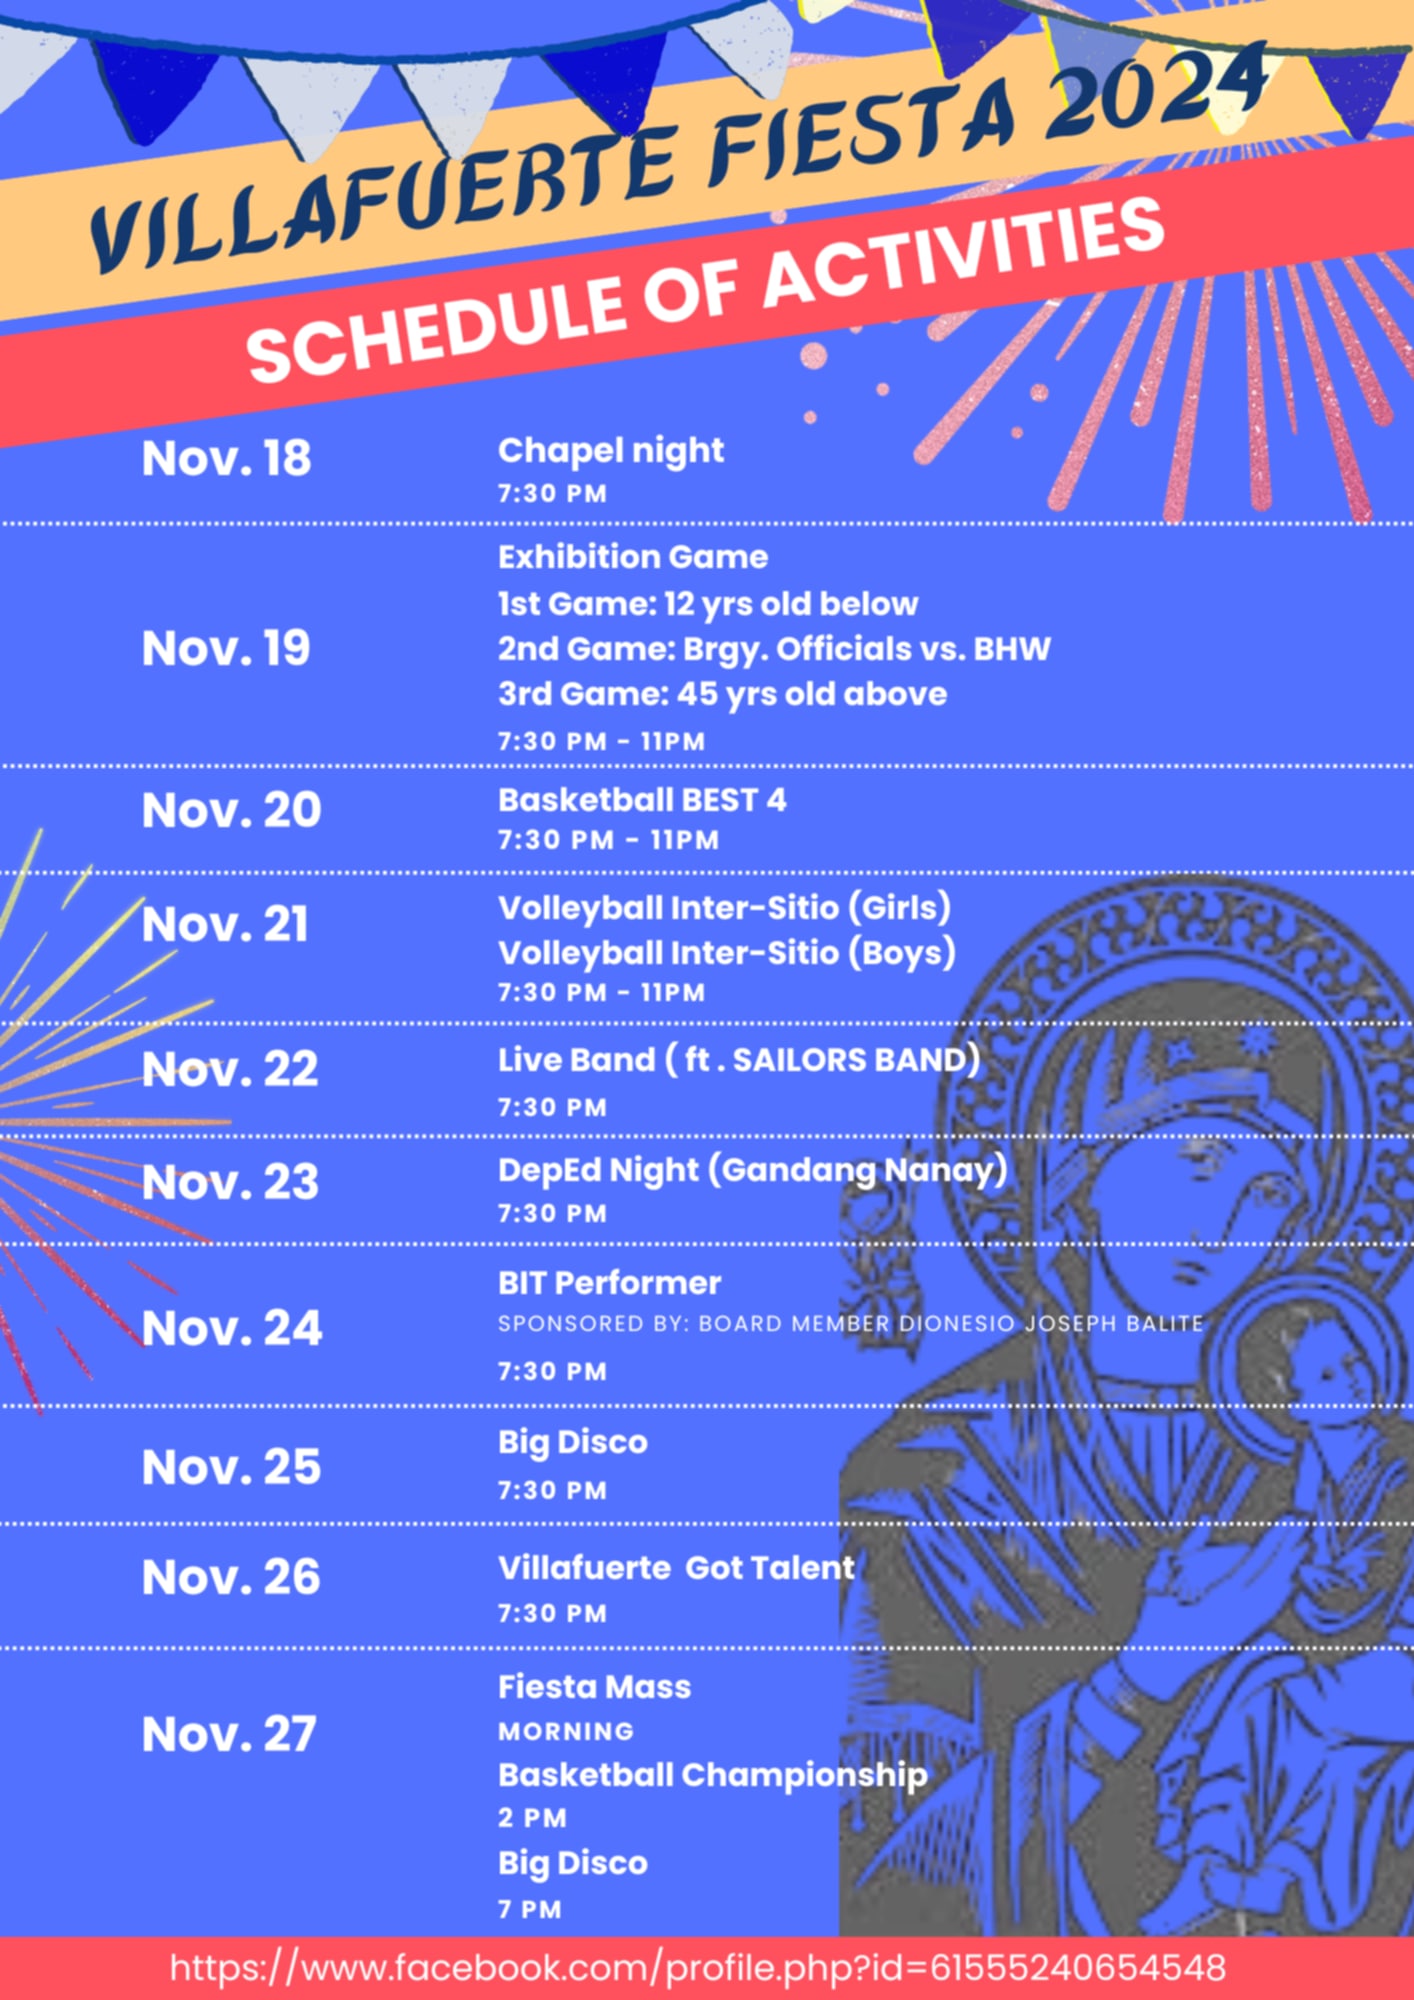 VILLAFUERTE FIESTA 2024
SCHEDULE OF ACTIVITIES
Nov. 18
Chapel night
7:30 PM
Nov. 19
Exhibition Game
1st Game: 12 yrs old below
2nd Game: Brgy. Officials vs. BHW
3rd Game: 45 yrs old above
7:30 PM - 11PM
Nov. 20
Basketball BEST 4
7:30 PM - 11PM
Nov. 21
Volleyball Inter-Sitio (Girls)
Volleyball Inter-Sitio (Boys)
7:30 PM - 11PM
Nov. 22
Live Band ( ft . SAILORS BAND)
7:30 PM
Nov. 23
DepEd Night (Gandang Nanay)
7:30 PM
Nov. 24
BIT Performer
SPONSORED BY: BOARD MEMBER DIONESIO JOSEPH BALITE
7:30 PM
Nov. 25
Big Disco
7:30 PM
Nov. 26
Villafuerte  Got Talent
7:30 PM
Nov. 27
Fiesta Mass
MORNING
Basketball Championship
2 PM
Big Disco
7 PM
https://www.facebook.com/profile.php?id=61555240654548